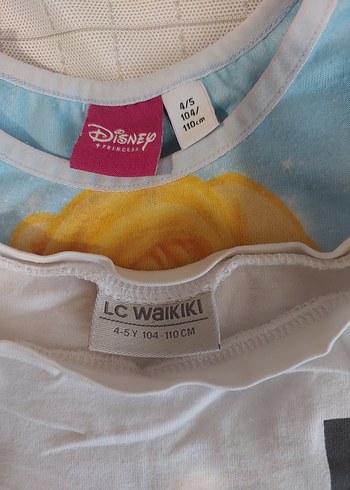 4/5
104/
110cm
DISNEY
PRINCESS
LC WAIKIKI
4-5 Y 104-110 CM